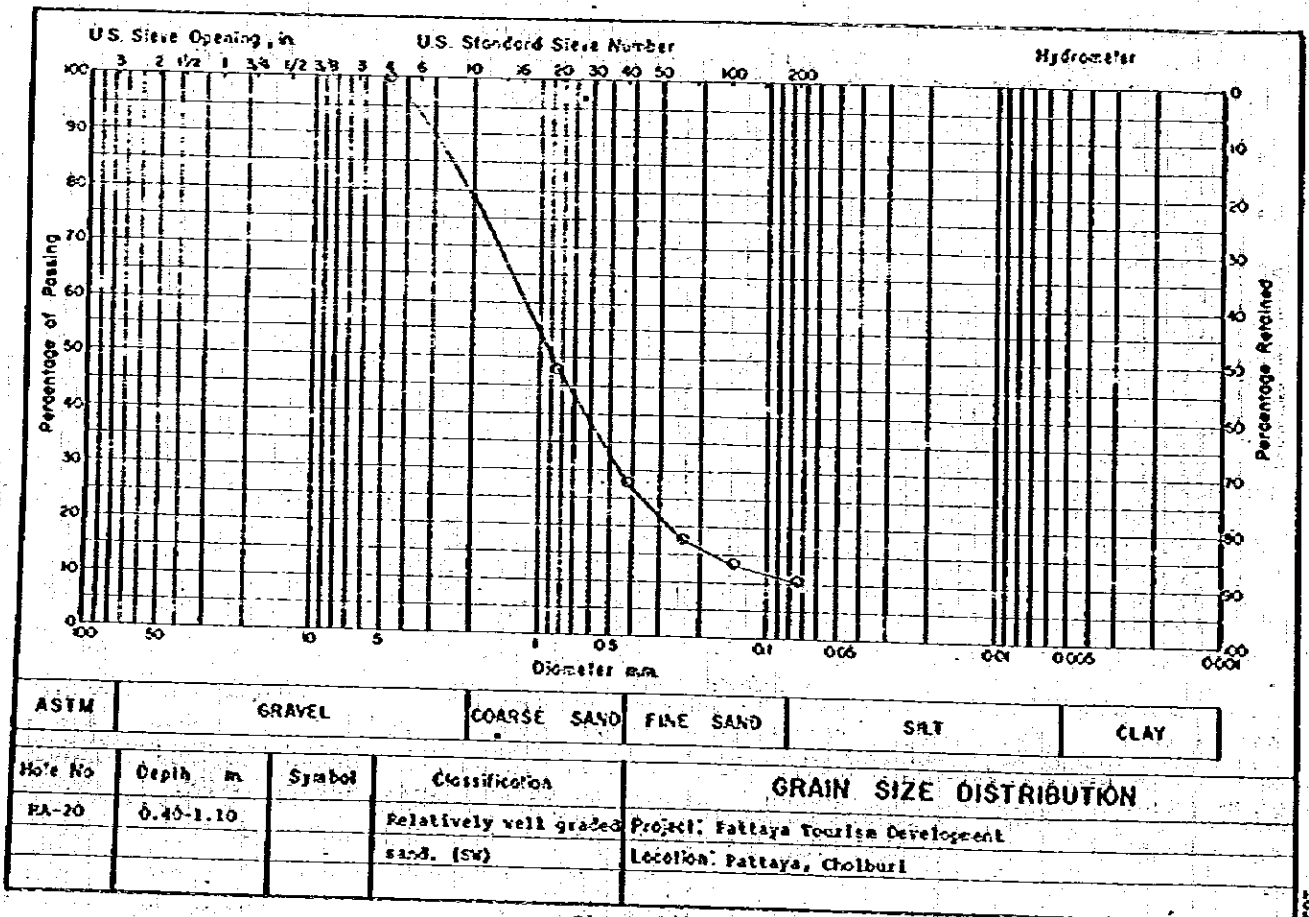 U.S. Sieve Opening, in
U.S. Standard Sieve Number
Hydrometer
3 2 1½ 1 3/4 1/2 3/8 3 4 6 10 16 20 30 40 50 100 200
100
90
80
70
60
50
40
30
20
10
0
Percentage of Passing
0
10
20
30
40
50
60
70
80
90
100
Percentage Retained
100 50 10 5 1 0.5 0.1 0.05 0.01 0.005 0.001
Diameter mm.
ASTM GRAVEL COARSE SAND FINE SAND SILT CLAY
Hole No Depth m Symbol Classification GRAIN SIZE DISTRIBUTION
0.40-1.10 Relatively well graded Project: Pattaya Tourism Development
sand. (SW) Location: Pattaya, Cholburi